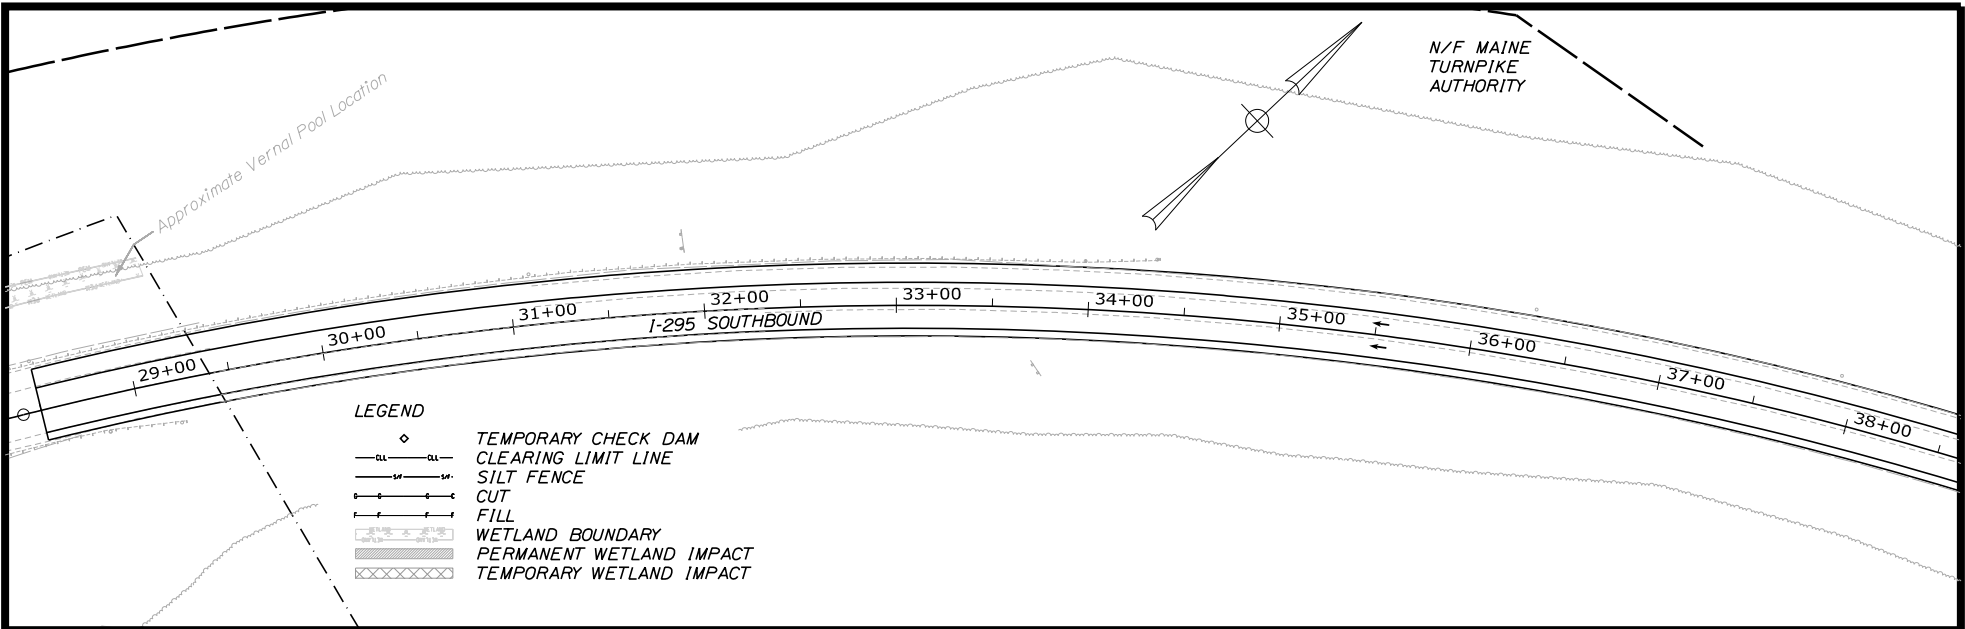 N/F MAINE
TURNPIKE
AUTHORITY
Approximate Vernal Pool Location
29+00
30+00
31+00
32+00
33+00
34+00
35+00
36+00
37+00
38+00
I-295 SOUTHBOUND
LEGEND
TEMPORARY CHECK DAM
CLL CLL CLEARING LIMIT LINE
S/F S/F SILT FENCE
CUT
F F F F FILL
WETLAND BOUNDARY
PERMANENT WETLAND IMPACT
TEMPORARY WETLAND IMPACT